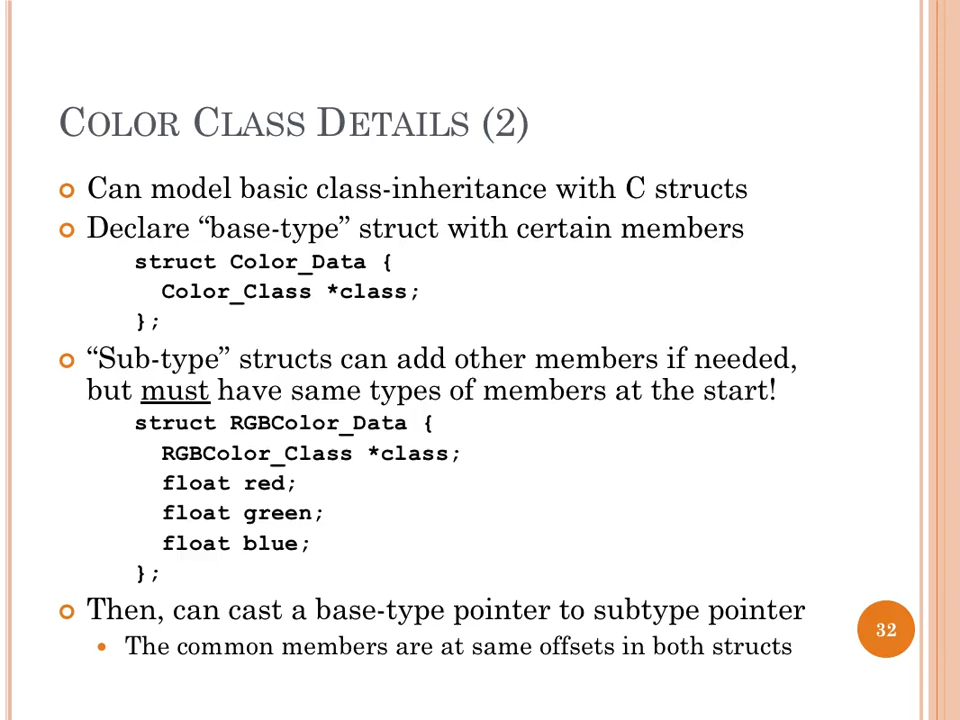 COLOR CLASS DETAILS (2)
Can model basic class-inheritance with C structs
Declare “base-type” struct with certain members
struct Color_Data {
Color_Class *class;
};
“Sub-type” structs can add other members if needed,
but must have same types of members at the start!
struct RGBColor_Data {
RGBColor_Class *class;
float red;
float green;
float blue;
};
Then, can cast a base-type pointer to subtype pointer
The common members are at same offsets in both structs
32